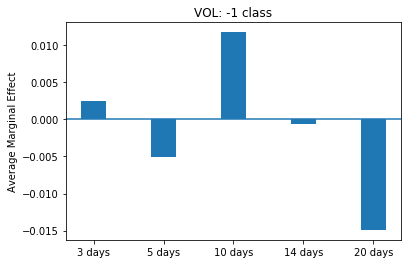 VOL: -1 class
Average Marginal Effect
0.010
0.005
0.000
−0.005
−0.010
−0.015
3 days 5 days 10 days 14 days 20 days